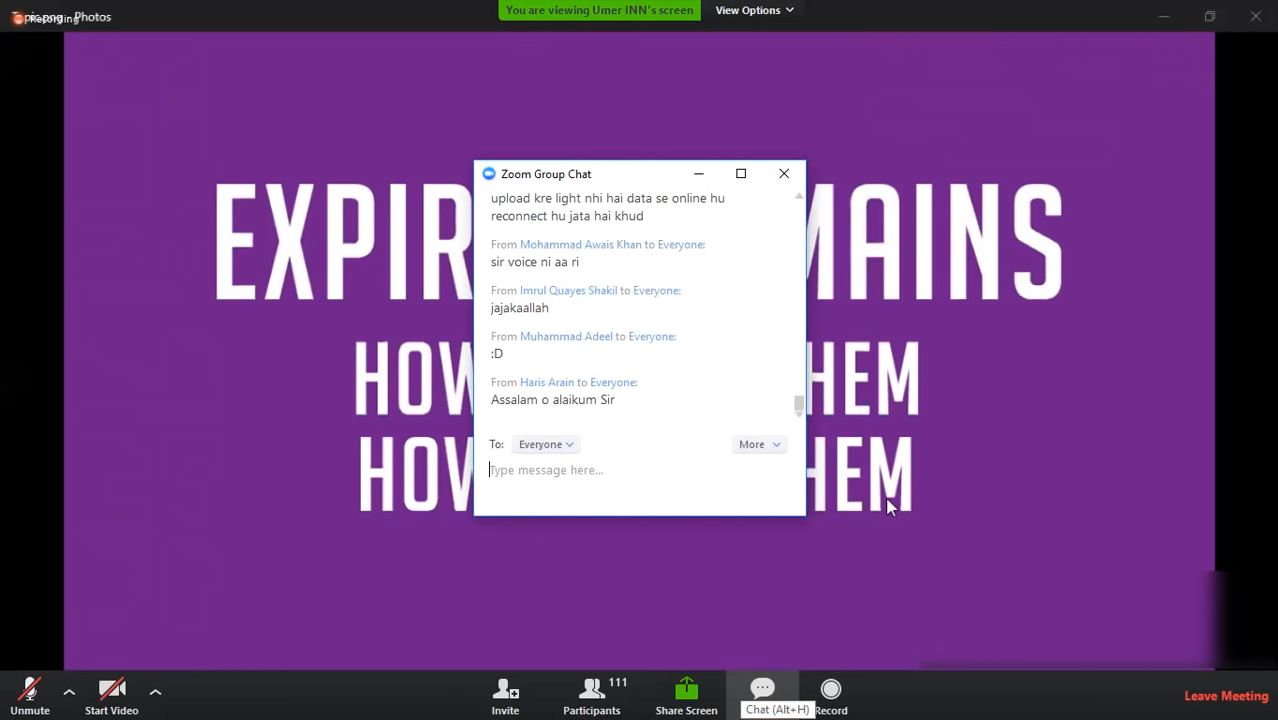 Photos
Recording
You are viewing Umer INN's screen
View Options
EXPIR
MAINS
HOW
HEM
HOW
HEM
Zoom Group Chat
upload kre light nhi hai data se online hu
reconnect hu jata hai khud
From Mohammad Awais Khan to Everyone:
sir voice ni aa ri
From Imrul Quayes Shakil to Everyone:
jajakaallah
From Muhammad Adeel to Everyone:
:D
From Haris Arain to Everyone:
Assalam o alaikum Sir
To: Everyone
More
Type message here...
Unmute
Start Video
Invite
Participants
111
Share Screen
Chat (Alt+H)
Record
Leave Meeting